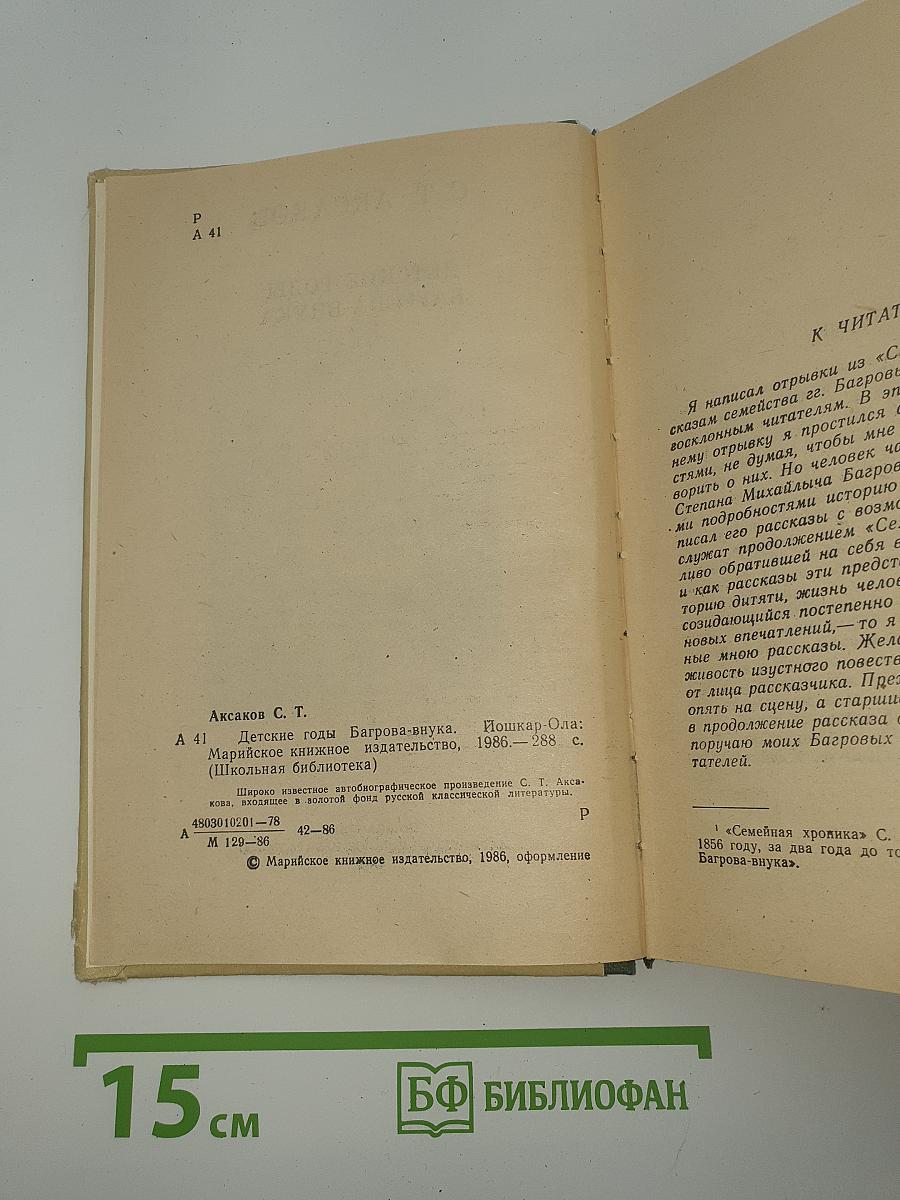 Р
А 41
Аксаков С. Т.
А 41 Детские годы Багрова-внука. Йошкар-Ола:
Марийское книжное издательство, 1986.— 288 с.
(Школьная библиотека)
Широко известное автобиографическое произведение С. Т. Акса-
кова, входящее в золотой фонд русской классической литературы.
А 4803010201—78 42—86 Р
М 129—86
© Марийское книжное издательство, 1986, оформление
К ЧИТАТ
Я написал отрывки из «Се
сказам семейства гг. Багровы
госклонным читателям. В эп
нему отрывку я простился с
стями, не думая, чтобы мне
ворить о них. Но человек ча
Степана Михайлыча Багров
ми подробностями историю
писал его рассказы с возмо
служат продолжением «Сем
ливо обратившей на себя в
и как рассказы эти предста
торию дитяти, жизнь челове
созидающийся постепенно
новых впечатлений,— то я
ные мною рассказы. Жела
живость изустного повеств
от лица рассказчика. Преж
опять на сцену, а старши
в продолжение рассказа о
поручаю моих Багровых
тателей.
¹ «Семейная хроника» С.
1856 году, за два года до то
Багрова-внука».
15 см
БФ БИБЛИОФАН